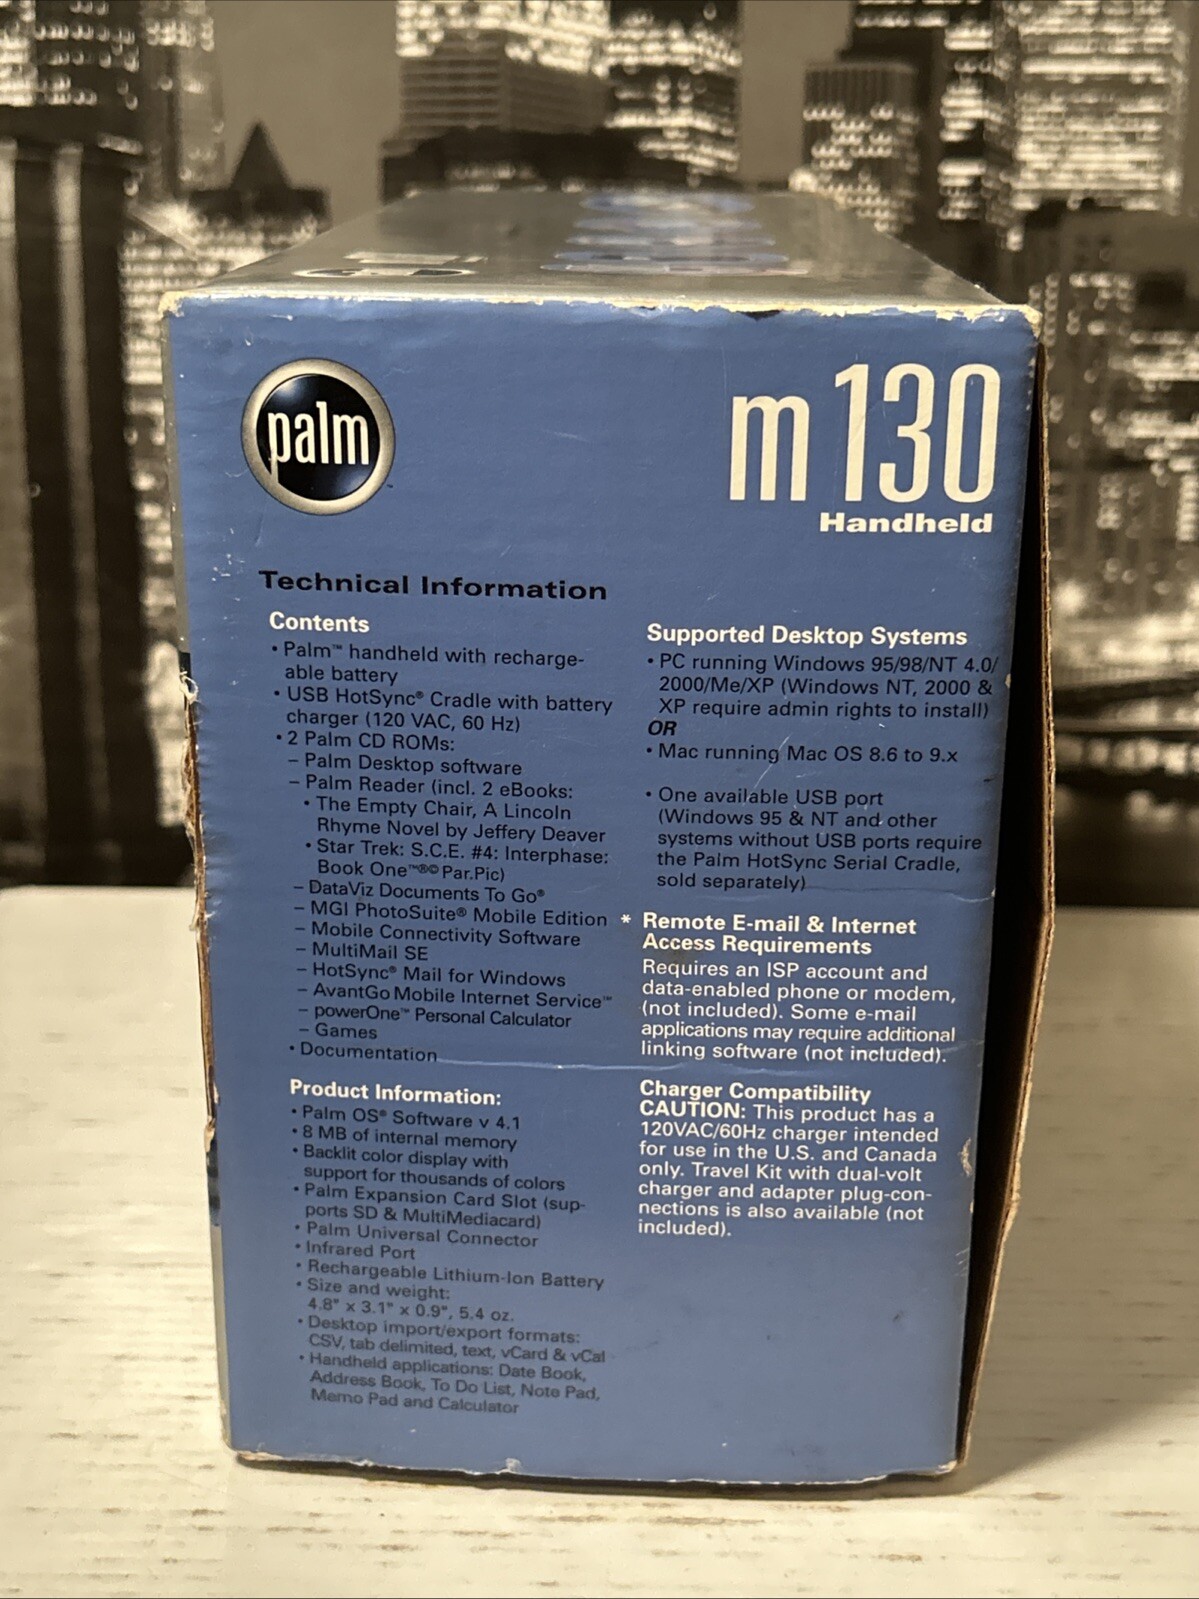 palm
m130
Handheld
Technical Information
Contents
• Palm™ handheld with recharge-
able battery
• USB HotSync® Cradle with battery
charger (120 VAC, 60 Hz)
• 2 Palm CD ROMs:
– Palm Desktop software
– Palm Reader (incl. 2 eBooks:
• The Empty Chair, A Lincoln
Rhyme Novel by Jeffery Deaver
• Star Trek: S.C.E. #4: Interphase:
Book One™®© Par.Pic)
– DataViz Documents To Go®
– MGI PhotoSuite® Mobile Edition
– Mobile Connectivity Software
– MultiMail SE
– HotSync® Mail for Windows
– AvantGo Mobile Internet Service™
– powerOne™ Personal Calculator
– Games
• Documentation
Product Information:
• Palm OS® Software v 4.1
• 8 MB of internal memory
• Backlit color display with
support for thousands of colors
• Palm Expansion Card Slot (sup-
ports SD & MultiMediacard)
• Palm Universal Connector
• Infrared Port
• Rechargeable Lithium-Ion Battery
• Size and weight:
4.8" x 3.1" x 0.9", 5.4 oz.
• Desktop import/export formats:
CSV, tab delimited, text, vCard & vCal
• Handheld applications: Date Book,
Address Book, To Do List, Note Pad,
Memo Pad and Calculator
Supported Desktop Systems
• PC running Windows 95/98/NT 4.0/
2000/Me/XP (Windows NT, 2000 &
XP require admin rights to install)
OR
• Mac running Mac OS 8.6 to 9.x
• One available USB port
(Windows 95 & NT and other
systems without USB ports require
the Palm HotSync Serial Cradle,
sold separately)
* Remote E-mail & Internet
Access Requirements
Requires an ISP account and
data-enabled phone or modem,
(not included). Some e-mail
applications may require additional
linking software (not included).
Charger Compatibility
CAUTION: This product has a
120VAC/60Hz charger intended
for use in the U.S. and Canada
only. Travel Kit with dual-volt
charger and adapter plug-con-
nections is also available (not
included).